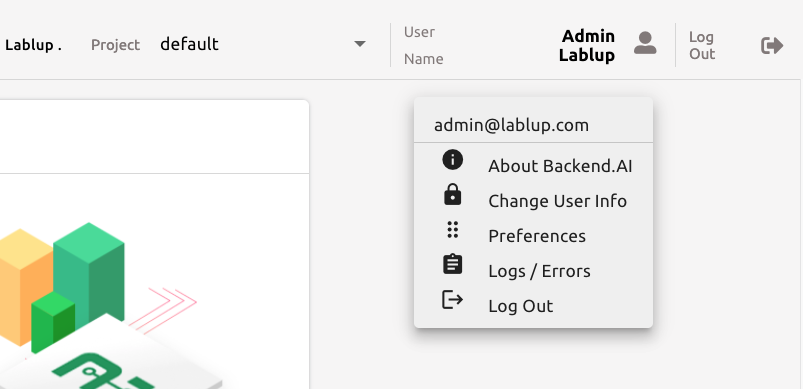 Lablup .
Project
default
User
Name
Admin
Lablup
Log
Out
admin@lablup.com
About Backend.AI
Change User Info
Preferences
Logs / Errors
Log Out